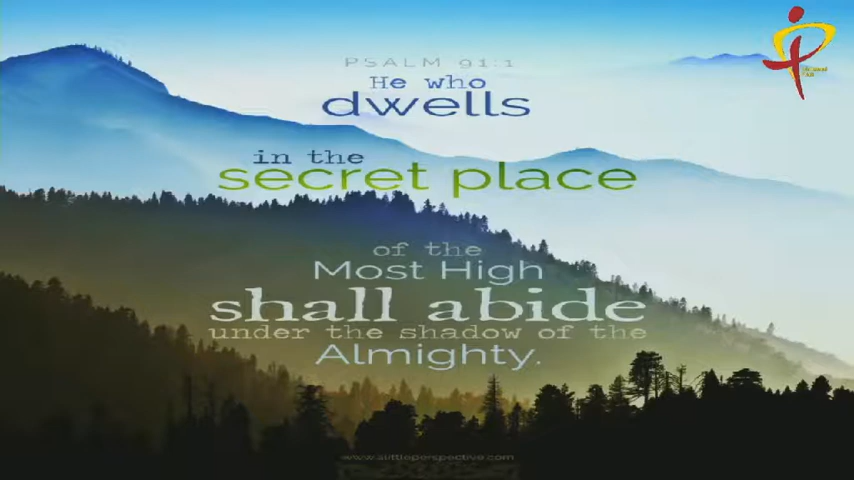 PSALM 91:1
He who
dwells
in the
secret place
of the
Most High
shall abide
under the shadow of the
Almighty.
www.alittleperspective.com